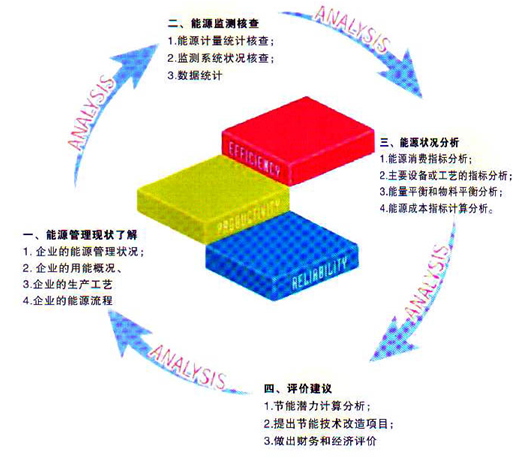 ANALYSIS
二、能源监测核查
1.能源计量统计核查；
2.监测系统状况核查；
3.数据统计
ANALYSIS
三、能源状况分析
1.能源消费指标分析；
2.主要设备或工艺的指标分析；
3.能量平衡和物料平衡分析；
4.能源成本指标计算分析。
EFFICIENCY
PRODUCTIVITY
RELIABILITY
一、能源管理现状了解
1. 企业的能源管理状况；
2. 企业的用能概况、
3.企业的生产工艺
4.企业的能源流程
ANALYSIS
ANALYSIS
四、评价建议
1.节能潜力计算分析；
2.提出节能技术改造项目；
3.做出财务和经济评价